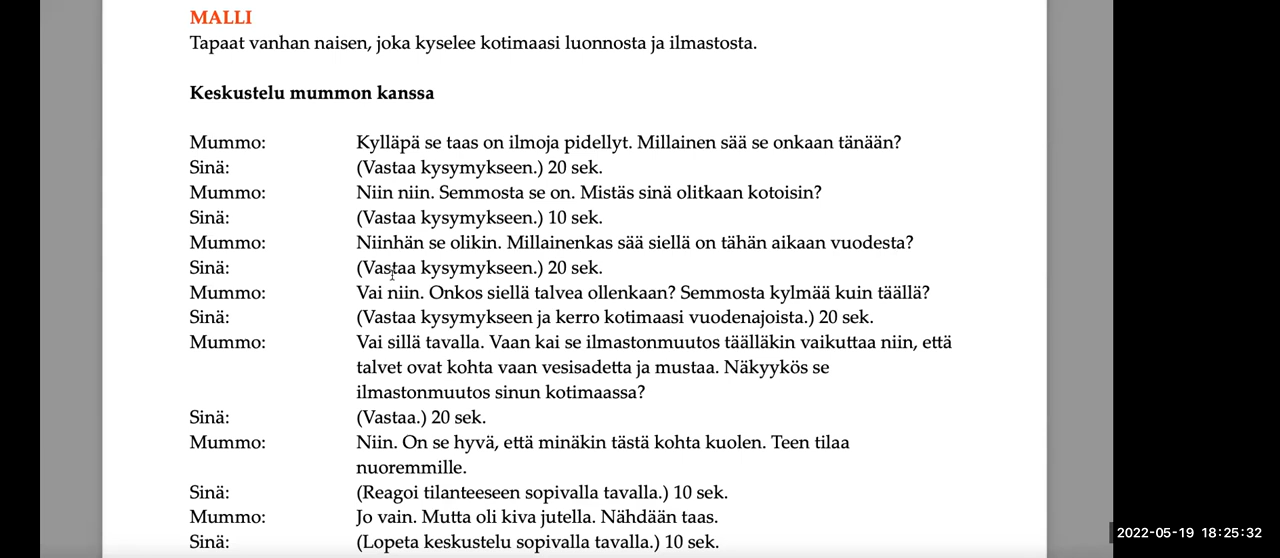 MALLI
Tapaat vanhan naisen, joka kyselee kotimaasi luonnosta ja ilmastosta.
Keskustelu mummon kanssa
Mummo: Kylläpä se taas on ilmoja pidellyt. Millainen sää se onkaan tänään?
Sinä: (Vastaa kysymykseen.) 20 sek.
Mummo: Niin niin. Semmosta se on. Mistäs sinä olitkaan kotoisin?
Sinä: (Vastaa kysymykseen.) 10 sek.
Mummo: Niinhän se olikin. Millainenkas sää siellä on tähän aikaan vuodesta?
Sinä: (Vastaa kysymykseen.) 20 sek.
Mummo: Vai niin. Onkos siellä talvea ollenkaan? Semmosta kylmää kuin täällä?
Sinä: (Vastaa kysymykseen ja kerro kotimaasi vuodenajoista.) 20 sek.
Mummo: Vai sillä tavalla. Vaan kai se ilmastonmuutos täälläkin vaikuttaa niin, että
talvet ovat kohta vaan vesisadetta ja mustaa. Näkyykös se
ilmastonmuutos sinun kotimaassa?
Sinä: (Vastaa.) 20 sek.
Mummo: Niin. On se hyvä, että minäkin tästä kohta kuolen. Teen tilaa
nuoremmille.
Sinä: (Reagoi tilanteeseen sopivalla tavalla.) 10 sek.
Mummo: Jo vain. Mutta oli kiva jutella. Nähdään taas.
Sinä: (Lopeta keskustelu sopivalla tavalla.) 10 sek.
2022-05-19 18:25:32